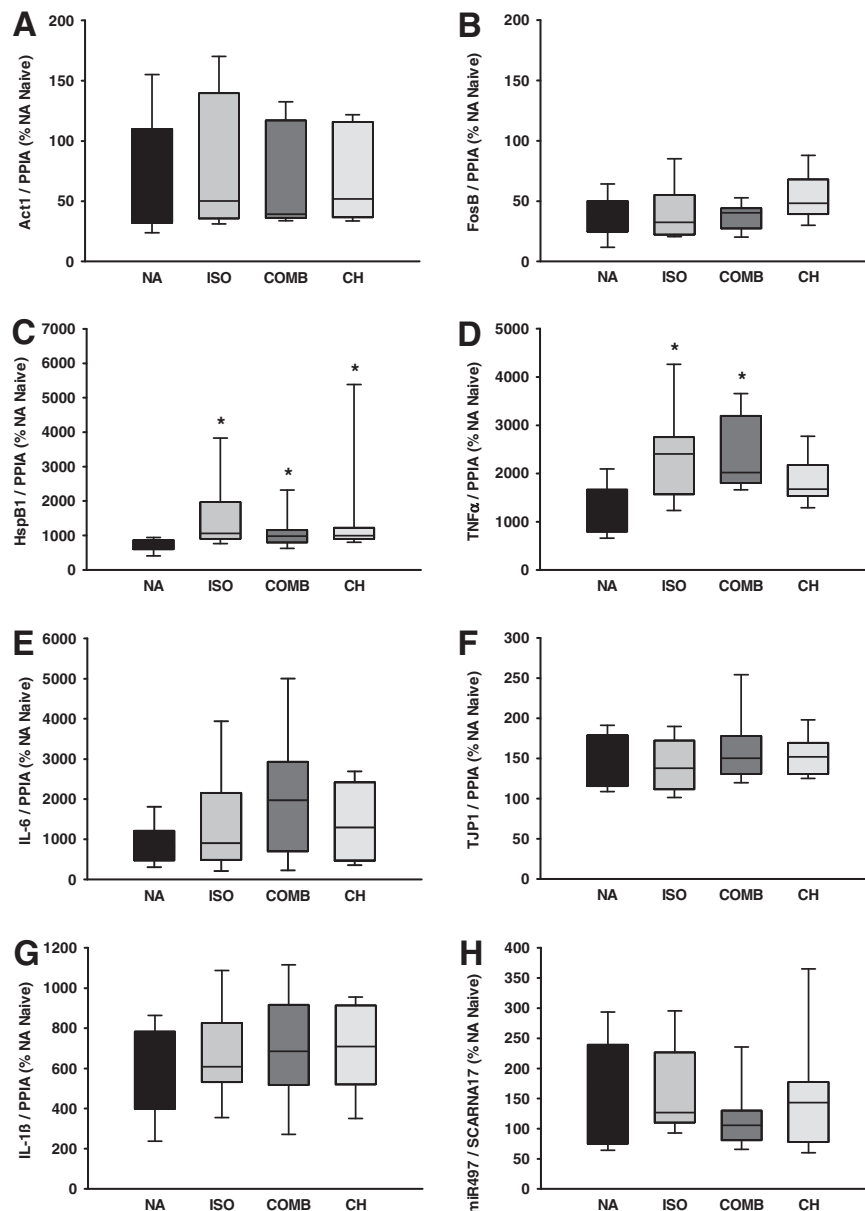 A
Act1 / PPIA (% NA Naive)
200
150
100
50
0
NA ISO COMB CH
B
FosB / PPIA (% NA Naive)
200
150
100
50
0
NA ISO COMB CH
C
HspB1 / PPIA (% NA Naive)
7000
6000
5000
4000
3000
2000
1000
0
* * *
NA ISO COMB CH
D
TNFα / PPIA (% NA Naive)
5000
4000
3000
2000
1000
0
* *
NA ISO COMB CH
E
IL-6 / PPIA (% NA Naive)
6000
5000
4000
3000
2000
1000
0
NA ISO COMB CH
F
TJP1 / PPIA (% NA Naive)
300
250
200
150
100
50
0
NA ISO COMB CH
G
IL-1ß / PPIA (% NA Naive)
1200
1000
800
600
400
200
0
NA ISO COMB CH
H
miR497 / SCARNA17 (% NA Naive)
400
350
300
250
200
150
100
50
0
NA ISO COMB CH